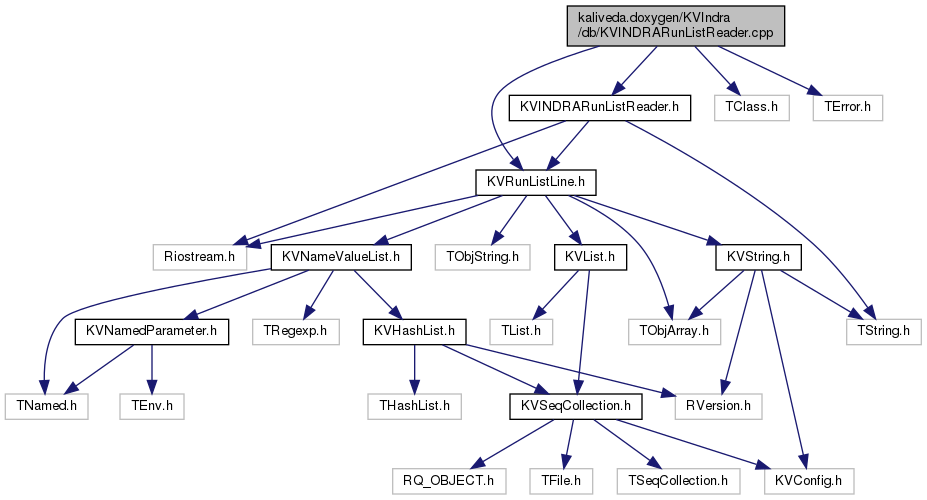 kaliveda.doxygen/KVIndra
/db/KVINDRARunListReader.cpp
KVINDRARunListReader.h
TClass.h
TError.h
KVRunListLine.h
Riostream.h
KVNameValueList.h
TObjString.h
KVList.h
KVString.h
KVNamedParameter.h
TRegexp.h
KVHashList.h
TList.h
TObjArray.h
TString.h
TNamed.h
TEnv.h
THashList.h
KVSeqCollection.h
RVersion.h
RQ_OBJECT.h
TFile.h
TSeqCollection.h
KVConfig.h